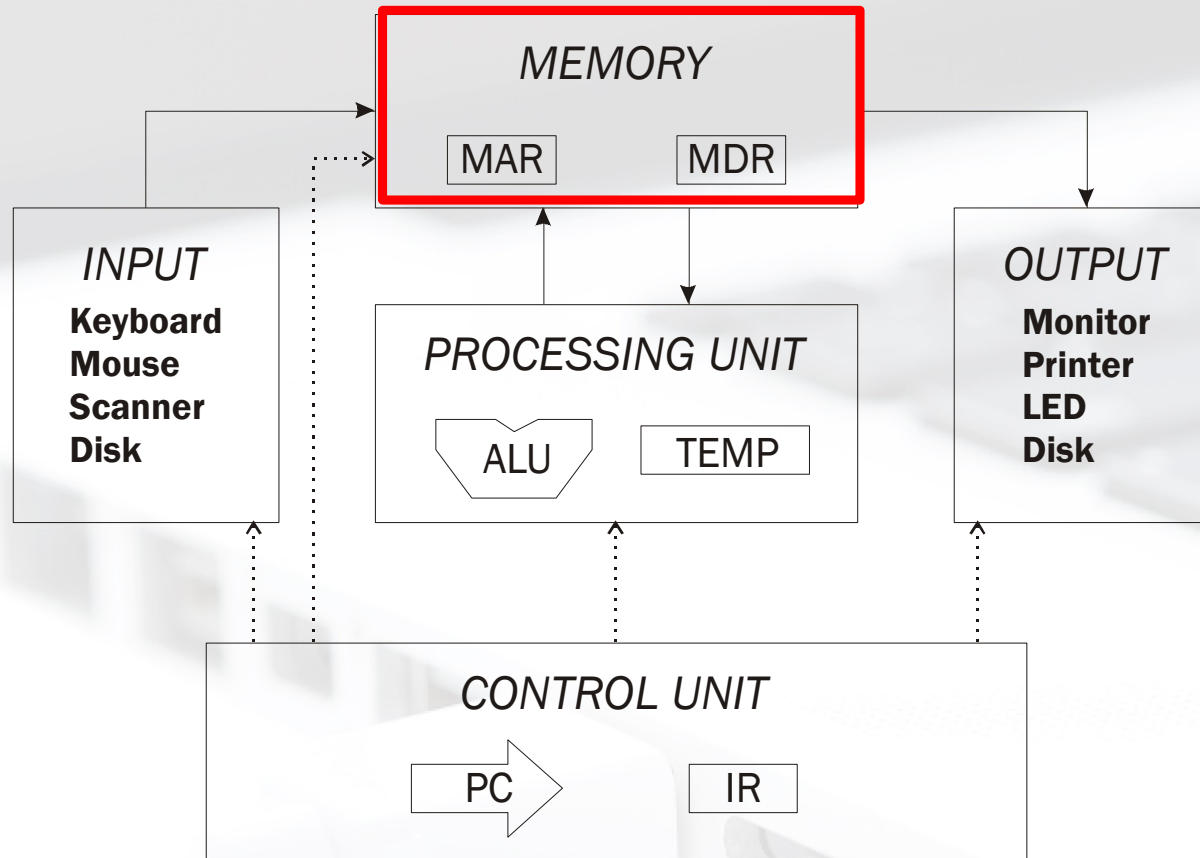 MEMORY
MAR MDR
INPUT
Keyboard
Mouse
Scanner
Disk
PROCESSING UNIT
ALU TEMP
OUTPUT
Monitor
Printer
LED
Disk
CONTROL UNIT
PC IR